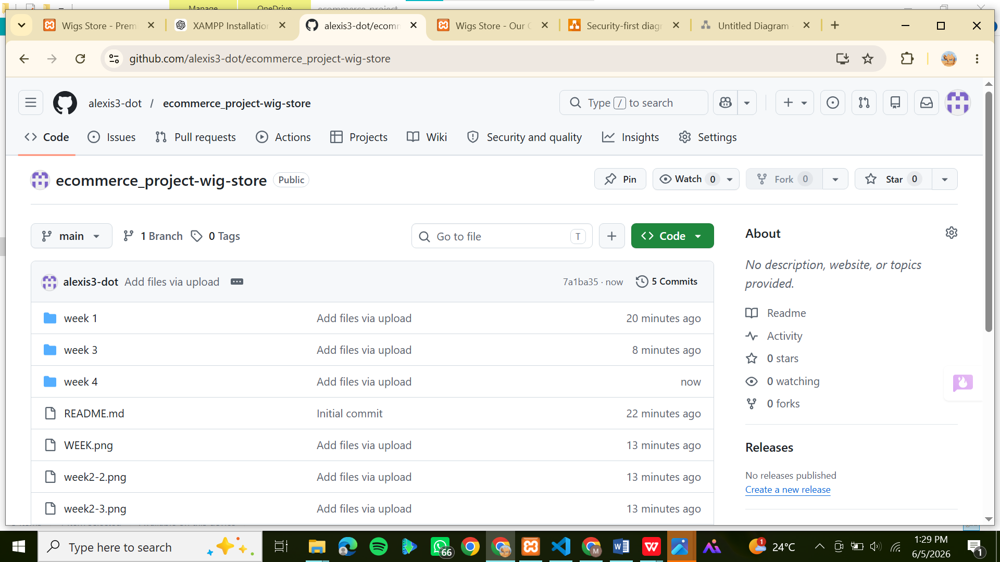 Manage
OneDrive
ecommerce_project
Wigs Store - Prem
XAMPP Installation
alexis3-dot/ecomm
Wigs Store - Our C
Security-first diagr
Untitled Diagram
github.com/alexis3-dot/ecommerce_project-wig-store
alexis3-dot / ecommerce_project-wig-store
Type / to search
Code
Issues
Pull requests
Actions
Projects
Wiki
Security and quality
Insights
Settings
ecommerce_project-wig-store Public
Pin
Watch 0
Fork 0
Star 0
main
1 Branch
0 Tags
Go to file T
Code
About
No description, website, or topics
provided.
alexis3-dot Add files via upload
7a1ba35 · now
5 Commits
week 1 Add files via upload 20 minutes ago
week 3 Add files via upload 8 minutes ago
week 4 Add files via upload now
README.md Initial commit 22 minutes ago
WEEK.png Add files via upload 13 minutes ago
week2-2.png Add files via upload 13 minutes ago
week2-3.png Add files via upload 13 minutes ago
Readme
Activity
0 stars
0 watching
0 forks
Releases
No releases published
Create a new release
Type here to search
66
M
1
24°C
1:29 PM
6/5/2026
1